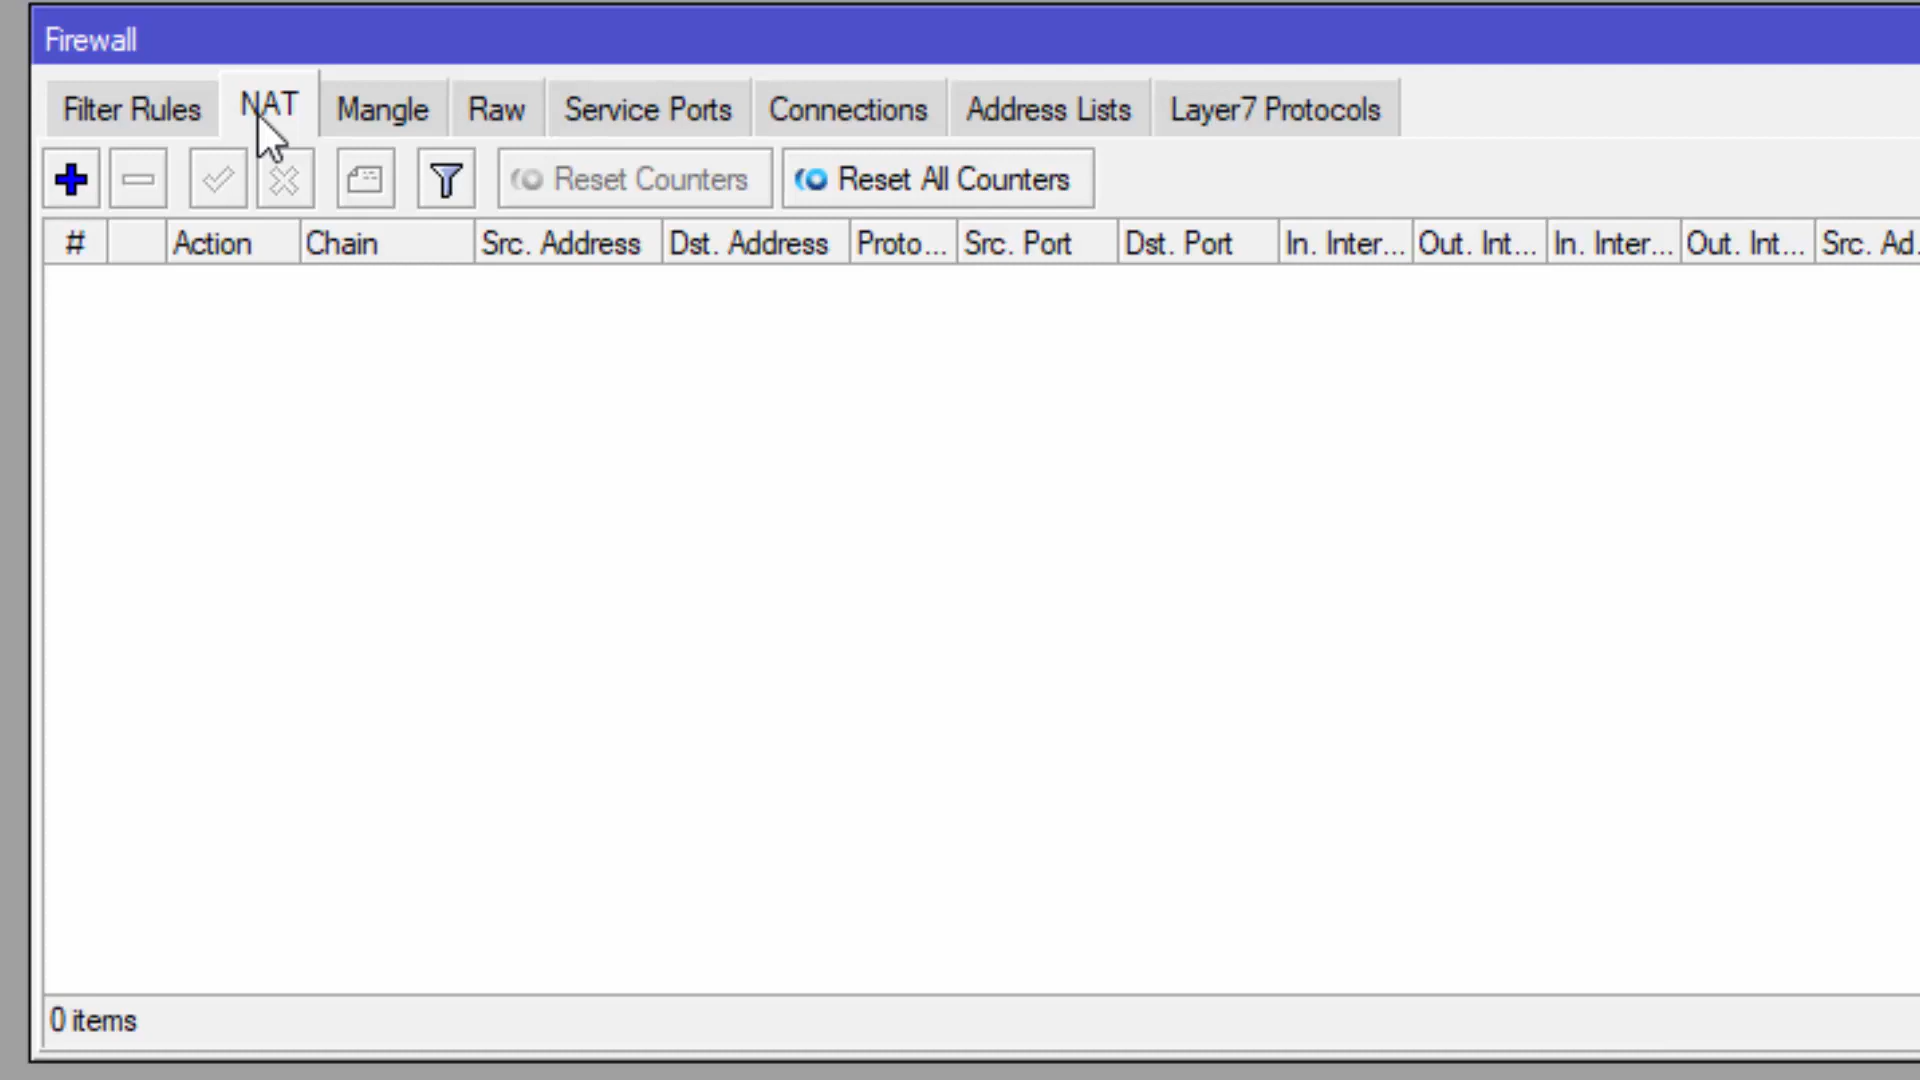 Firewall
Filter Rules NAT Mangle Raw Service Ports Connections Address Lists Layer7 Protocols
Reset Counters Reset All Counters
# Action Chain Src. Address Dst. Address Proto... Src. Port Dst. Port In. Inter... Out. Int... In. Inter... Out. Int... Src. Ad.
0 items